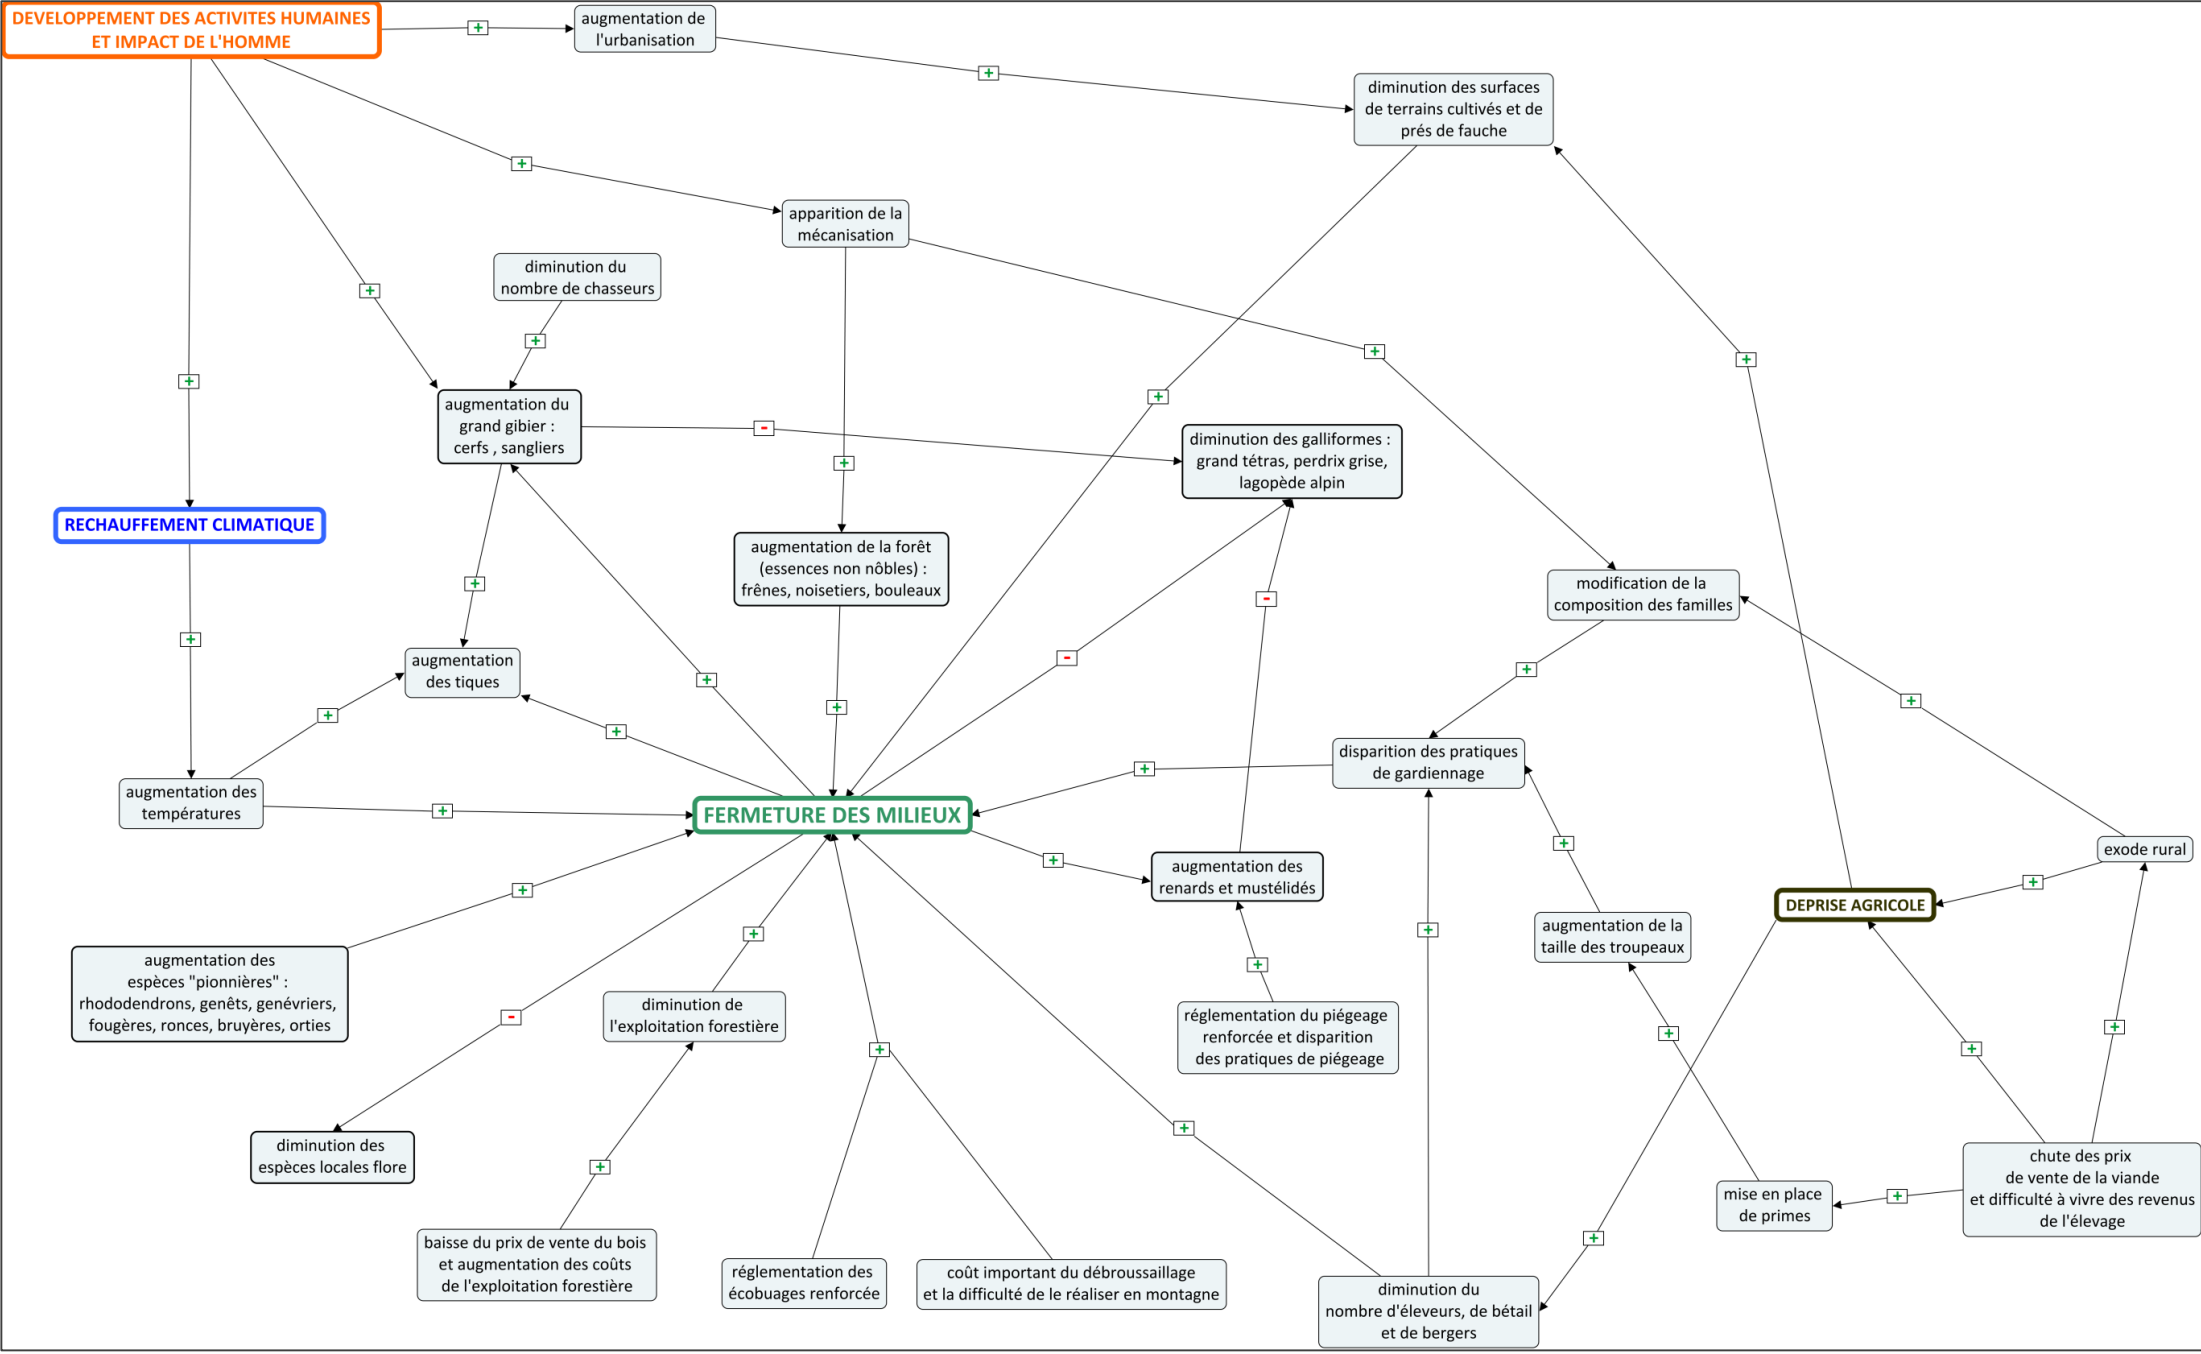 DEVELOPPEMENT DES ACTIVITES HUMAINES
ET IMPACT DE L'HOMME
+
augmentation de
l'urbanisation
+
diminution des surfaces
de terrains cultivés et de
prés de fauche
+
apparition de la
mécanisation
diminution du
nombre de chasseurs
+
+
+
+
+
augmentation du
grand gibier :
cerfs , sangliers
-
+
+
diminution des galliformes :
grand tétras, perdrix grise,
lagopède alpin
RECHAUFFEMENT CLIMATIQUE
augmentation de la forêt
(essences non nôbles) :
frênes, noisetiers, bouleaux
+
-
modification de la
composition des familles
+
augmentation
des tiques
-
+
+
+
+
+
+
disparition des pratiques
de gardiennage
+
augmentation des
températures
+
FERMETURE DES MILIEUX
+
+
exode rural
augmentation des
renards et mustélidés
+
+
DEPRISE AGRICOLE
+
+
augmentation de la
taille des troupeaux
augmentation des
espèces "pionnières" :
rhododendrons, genêts, genévriers,
fougères, ronces, bruyères, orties
+
-
diminution de
l'exploitation forestière
réglementation du piégeage
renforcée et disparition
des pratiques de piégeage
+
+
+
+
+
diminution des
espèces locales flore
+
chute des prix
de vente de la viande
et difficulté à vivre des revenus
de l'élevage
+
mise en place
de primes
+
baisse du prix de vente du bois
et augmentation des coûts
de l'exploitation forestière
réglementation des
écobuages renforcée
coût important du débroussaillage
et la difficulté de le réaliser en montagne
diminution du
nombre d'éleveurs, de bétail
et de bergers